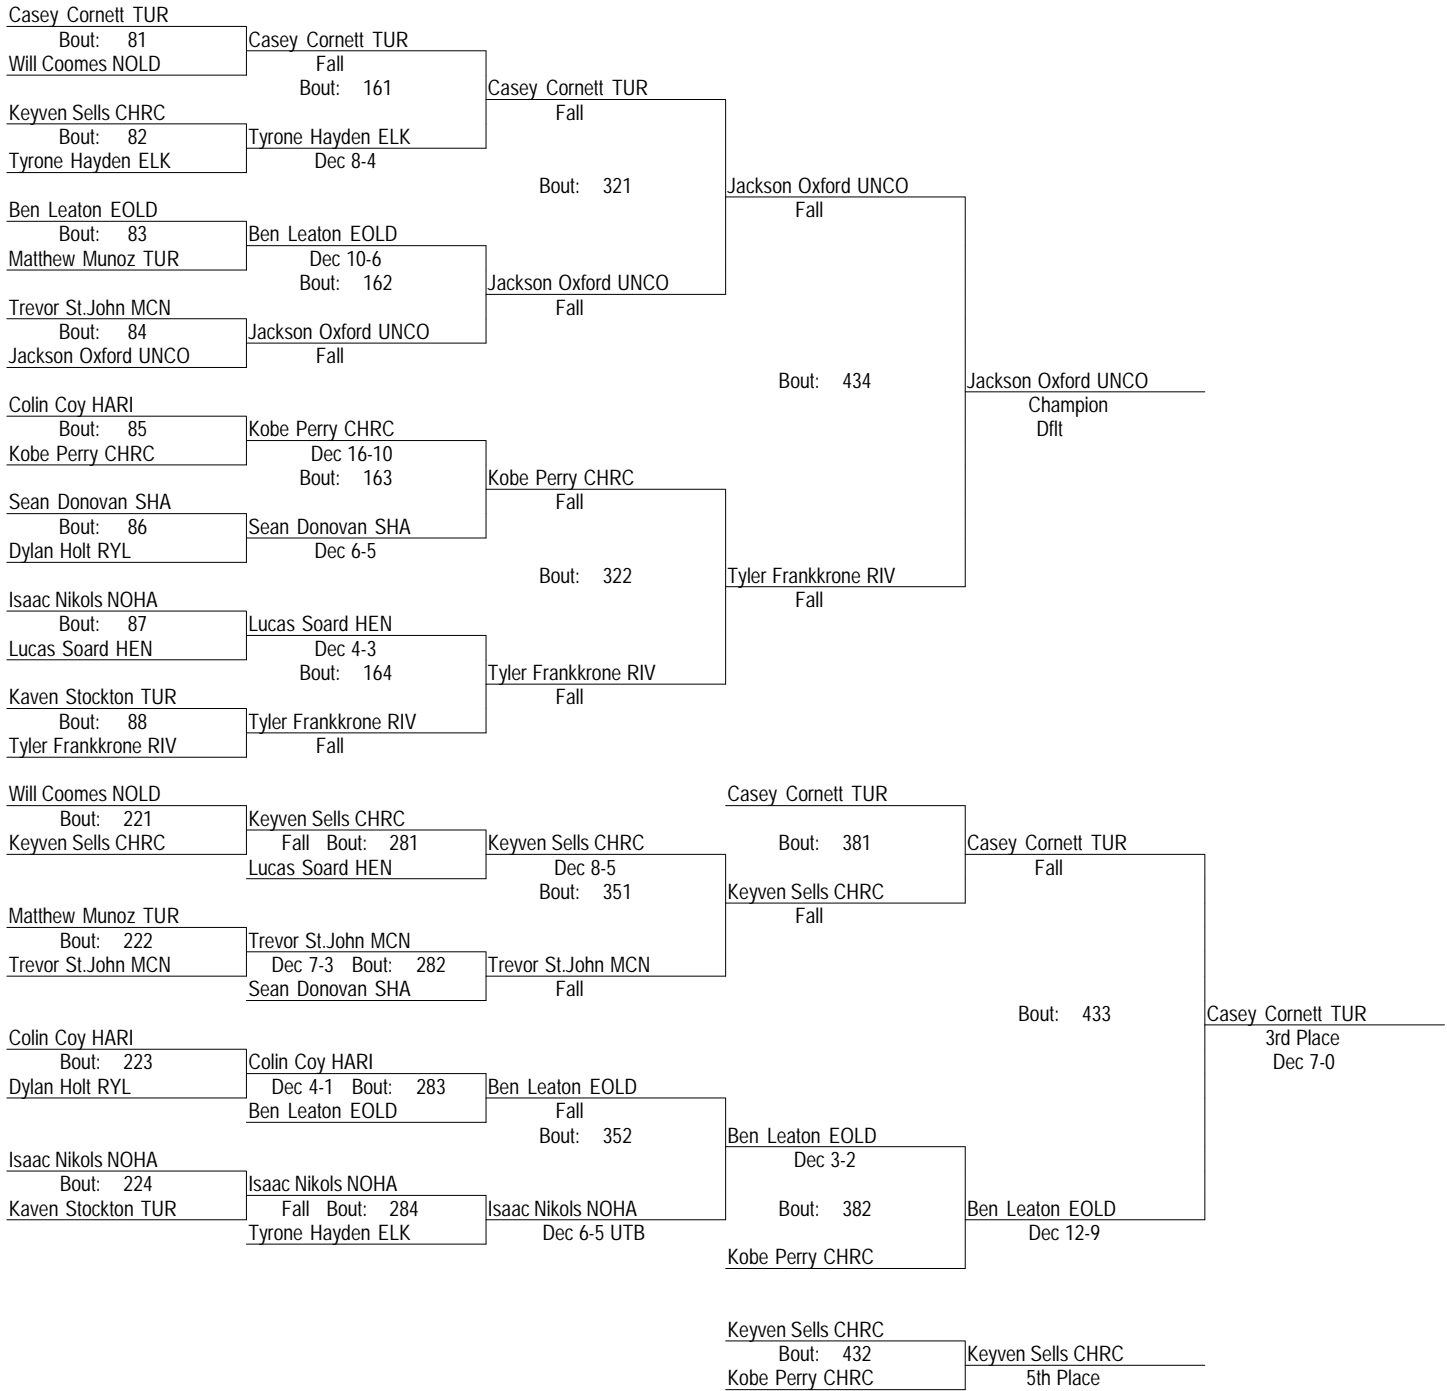 Casey Cornett TUR
Bout: 81
Will Coomes NOLD
Casey Cornett TUR
Fall
Bout: 161
Keyven Sells CHRC
Bout: 82
Tyrone Hayden ELK
Tyrone Hayden ELK
Dec 8-4
Casey Cornett TUR
Fall
Bout: 321
Ben Leaton EOLD
Bout: 83
Matthew Munoz TUR
Ben Leaton EOLD
Dec 10-6
Bout: 162
Trevor St.John MCN
Bout: 84
Jackson Oxford UNCO
Jackson Oxford UNCO
Fall
Jackson Oxford UNCO
Fall
Jackson Oxford UNCO
Fall
Bout: 434
Colin Coy HARI
Bout: 85
Kobe Perry CHRC
Kobe Perry CHRC
Dec 16-10
Bout: 163
Sean Donovan SHA
Bout: 86
Dylan Holt RYL
Sean Donovan SHA
Dec 6-5
Kobe Perry CHRC
Fall
Bout: 322
Isaac Nikols NOHA
Bout: 87
Lucas Soard HEN
Lucas Soard HEN
Dec 4-3
Bout: 164
Kaven Stockton TUR
Bout: 88
Tyler Frankkrone RIV
Tyler Frankkrone RIV
Fall
Tyler Frankkrone RIV
Fall
Tyler Frankkrone RIV
Fall
Jackson Oxford UNCO
Champion
Dflt
Will Coomes NOLD
Bout: 221
Keyven Sells CHRC
Keyven Sells CHRC
Fall Bout: 281
Lucas Soard HEN
Keyven Sells CHRC
Dec 8-5
Bout: 351
Matthew Munoz TUR
Bout: 222
Trevor St.John MCN
Trevor St.John MCN
Dec 7-3 Bout: 282
Sean Donovan SHA
Trevor St.John MCN
Fall
Casey Cornett TUR
Bout: 381
Keyven Sells CHRC
Fall
Casey Cornett TUR
Fall
Bout: 433
Colin Coy HARI
Bout: 223
Dylan Holt RYL
Colin Coy HARI
Dec 4-1 Bout: 283
Ben Leaton EOLD
Ben Leaton EOLD
Fall
Bout: 352
Isaac Nikols NOHA
Bout: 224
Kaven Stockton TUR
Isaac Nikols NOHA
Fall Bout: 284
Tyrone Hayden ELK
Isaac Nikols NOHA
Dec 6-5 UTB
Ben Leaton EOLD
Dec 3-2
Bout: 382
Kobe Perry CHRC
Ben Leaton EOLD
Dec 12-9
Casey Cornett TUR
3rd Place
Dec 7-0
Keyven Sells CHRC
Bout: 432
Kobe Perry CHRC
Keyven Sells CHRC
5th Place